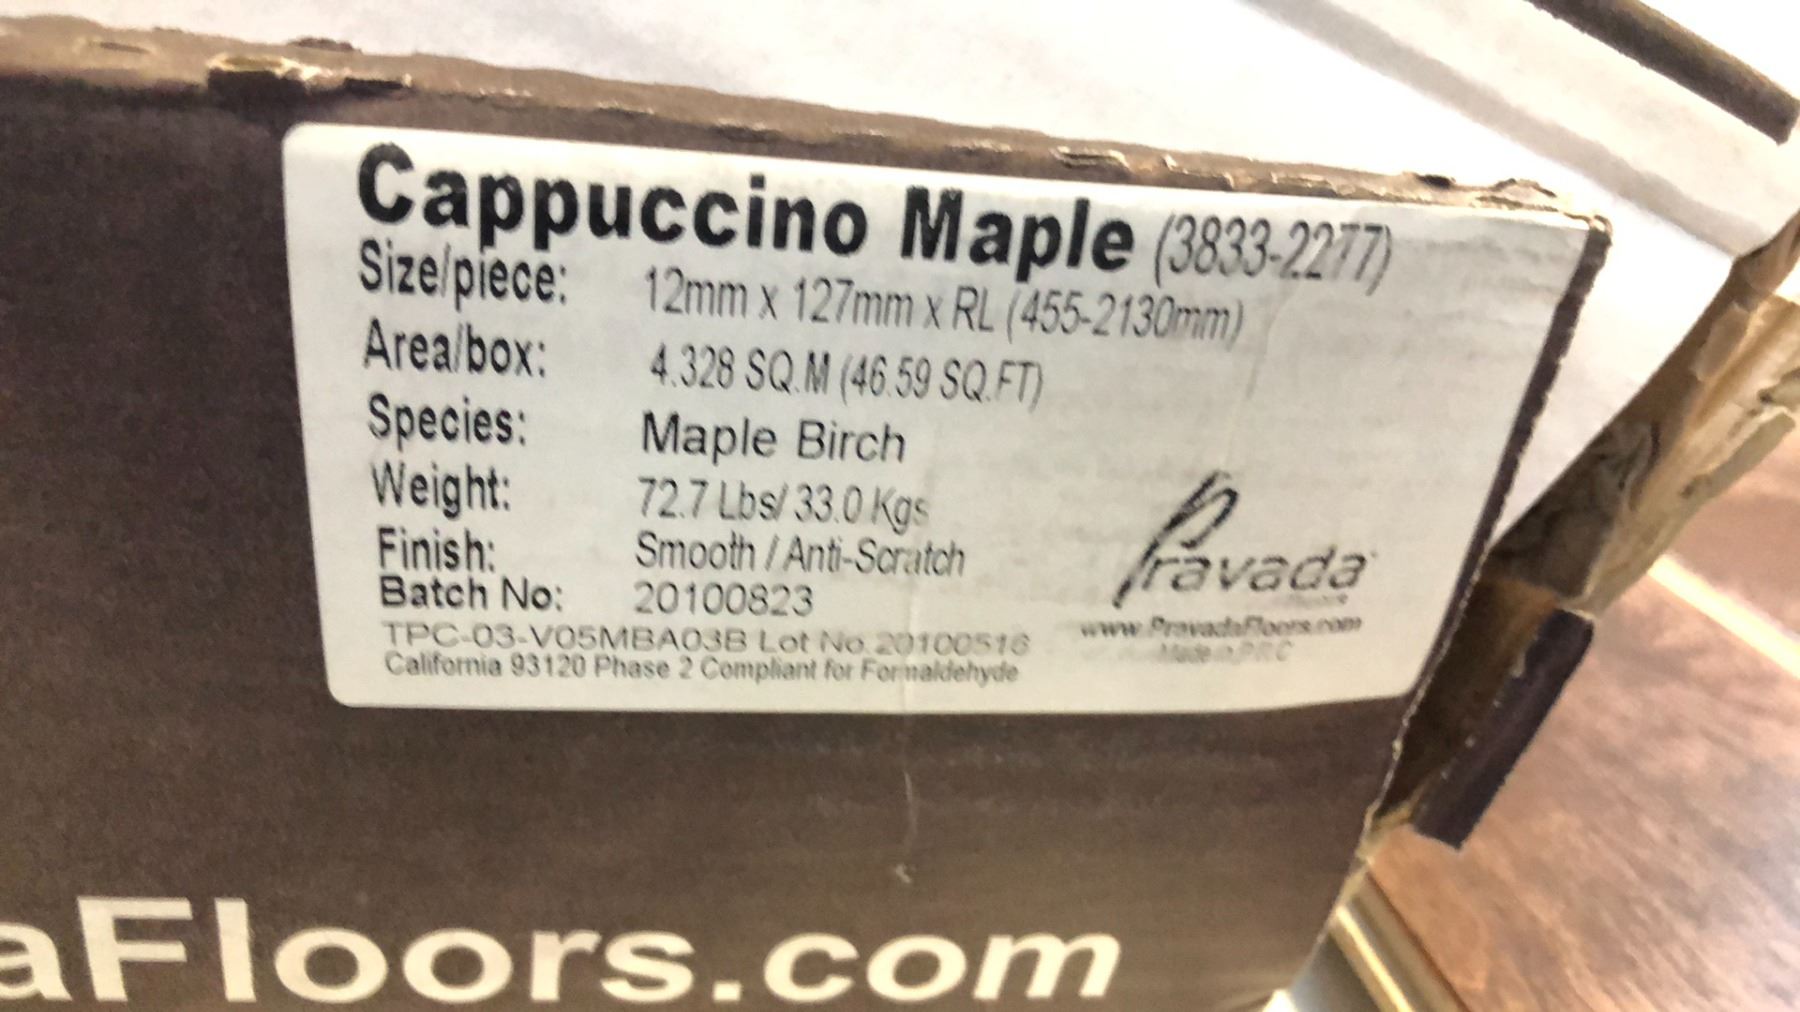 Cappuccino Maple (3833-2277)
Size/piece: 12mm x 127mm x RL (455-2130mm)
Area/box: 4.328 SQ.M (46.59 SQ.FT)
Species: Maple Birch
Weight: 72.7 Lbs/ 33.0 Kgs
Finish: Smooth / Anti-Scratch
Batch No: 20100823
TPC-03-V05MBA03B Lot No.20100516
California 93120 Phase 2 Compliant for Formaldehyde
Pravada
www.PravadaFloors.com
Made in P.R.C
aFloors.com